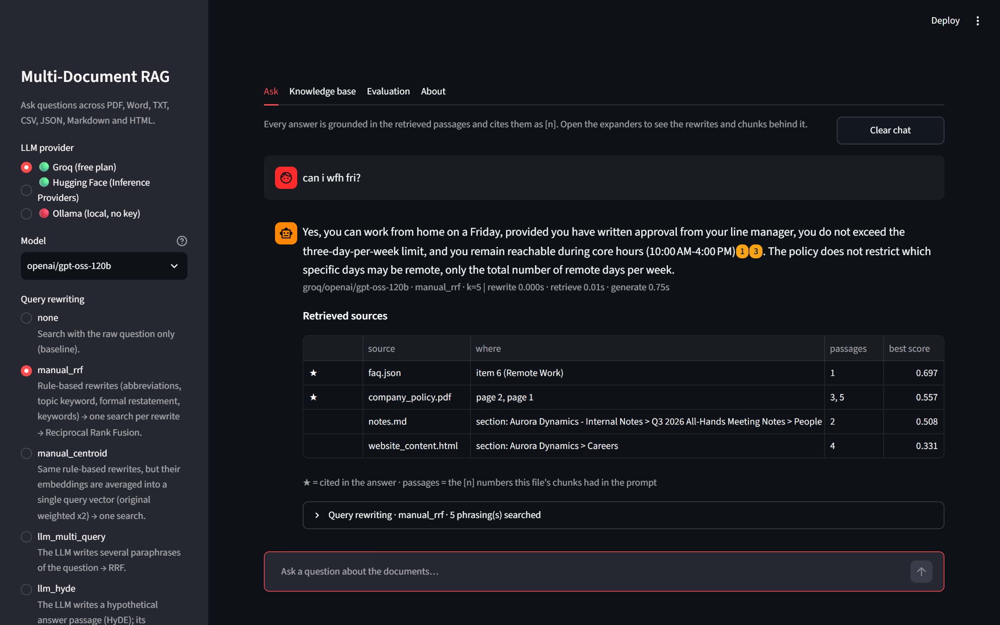 Deploy
Multi-Document RAG
Ask questions across PDF, Word, TXT,
CSV, JSON, Markdown and HTML.
LLM provider
Groq (free plan)
Hugging Face (Inference
Providers)
Ollama (local, no key)
Model
openai/gpt-oss-120b
Query rewriting
none
Search with the raw question only
(baseline).
manual_rrf
Rule-based rewrites (abbreviations,
topic keyword, formal restatement,
keywords) → one search per rewrite
→ Reciprocal Rank Fusion.
manual_centroid
Same rule-based rewrites, but their
embeddings are averaged into a
single query vector (original
weighted x2) → one search.
llm_multi_query
The LLM writes several paraphrases
of the question → RRF.
llm_hyde
The LLM writes a hypothetical
answer passage (HyDE); its
Ask Knowledge base Evaluation About
Every answer is grounded in the retrieved passages and cites them as [n]. Open the expanders to see the rewrites and chunks behind it.
Clear chat
can i wfh fri?
Yes, you can work from home on a Friday, provided you have written approval from your line manager, you do not exceed the
three-day-per-week limit, and you remain reachable during core hours (10:00 AM-4:00 PM) 1 3 . The policy does not restrict which
specific days may be remote, only the total number of remote days per week.
groq/openai/gpt-oss-120b · manual_rrf · k=5 | rewrite 0.000s · retrieve 0.01s · generate 0.75s
Retrieved sources
source where passages best score
★ faq.json item 6 (Remote Work) 1 0.697
★ company_policy.pdf page 2, page 1 3, 5 0.557
notes.md section: Aurora Dynamics - Internal Notes > Q3 2026 All-Hands Meeting Notes > People 2 0.508
website_content.html section: Aurora Dynamics > Careers 4 0.331
★ = cited in the answer · passages = the [n] numbers this file's chunks had in the prompt
Query rewriting · manual_rrf · 5 phrasing(s) searched
Ask a question about the documents…